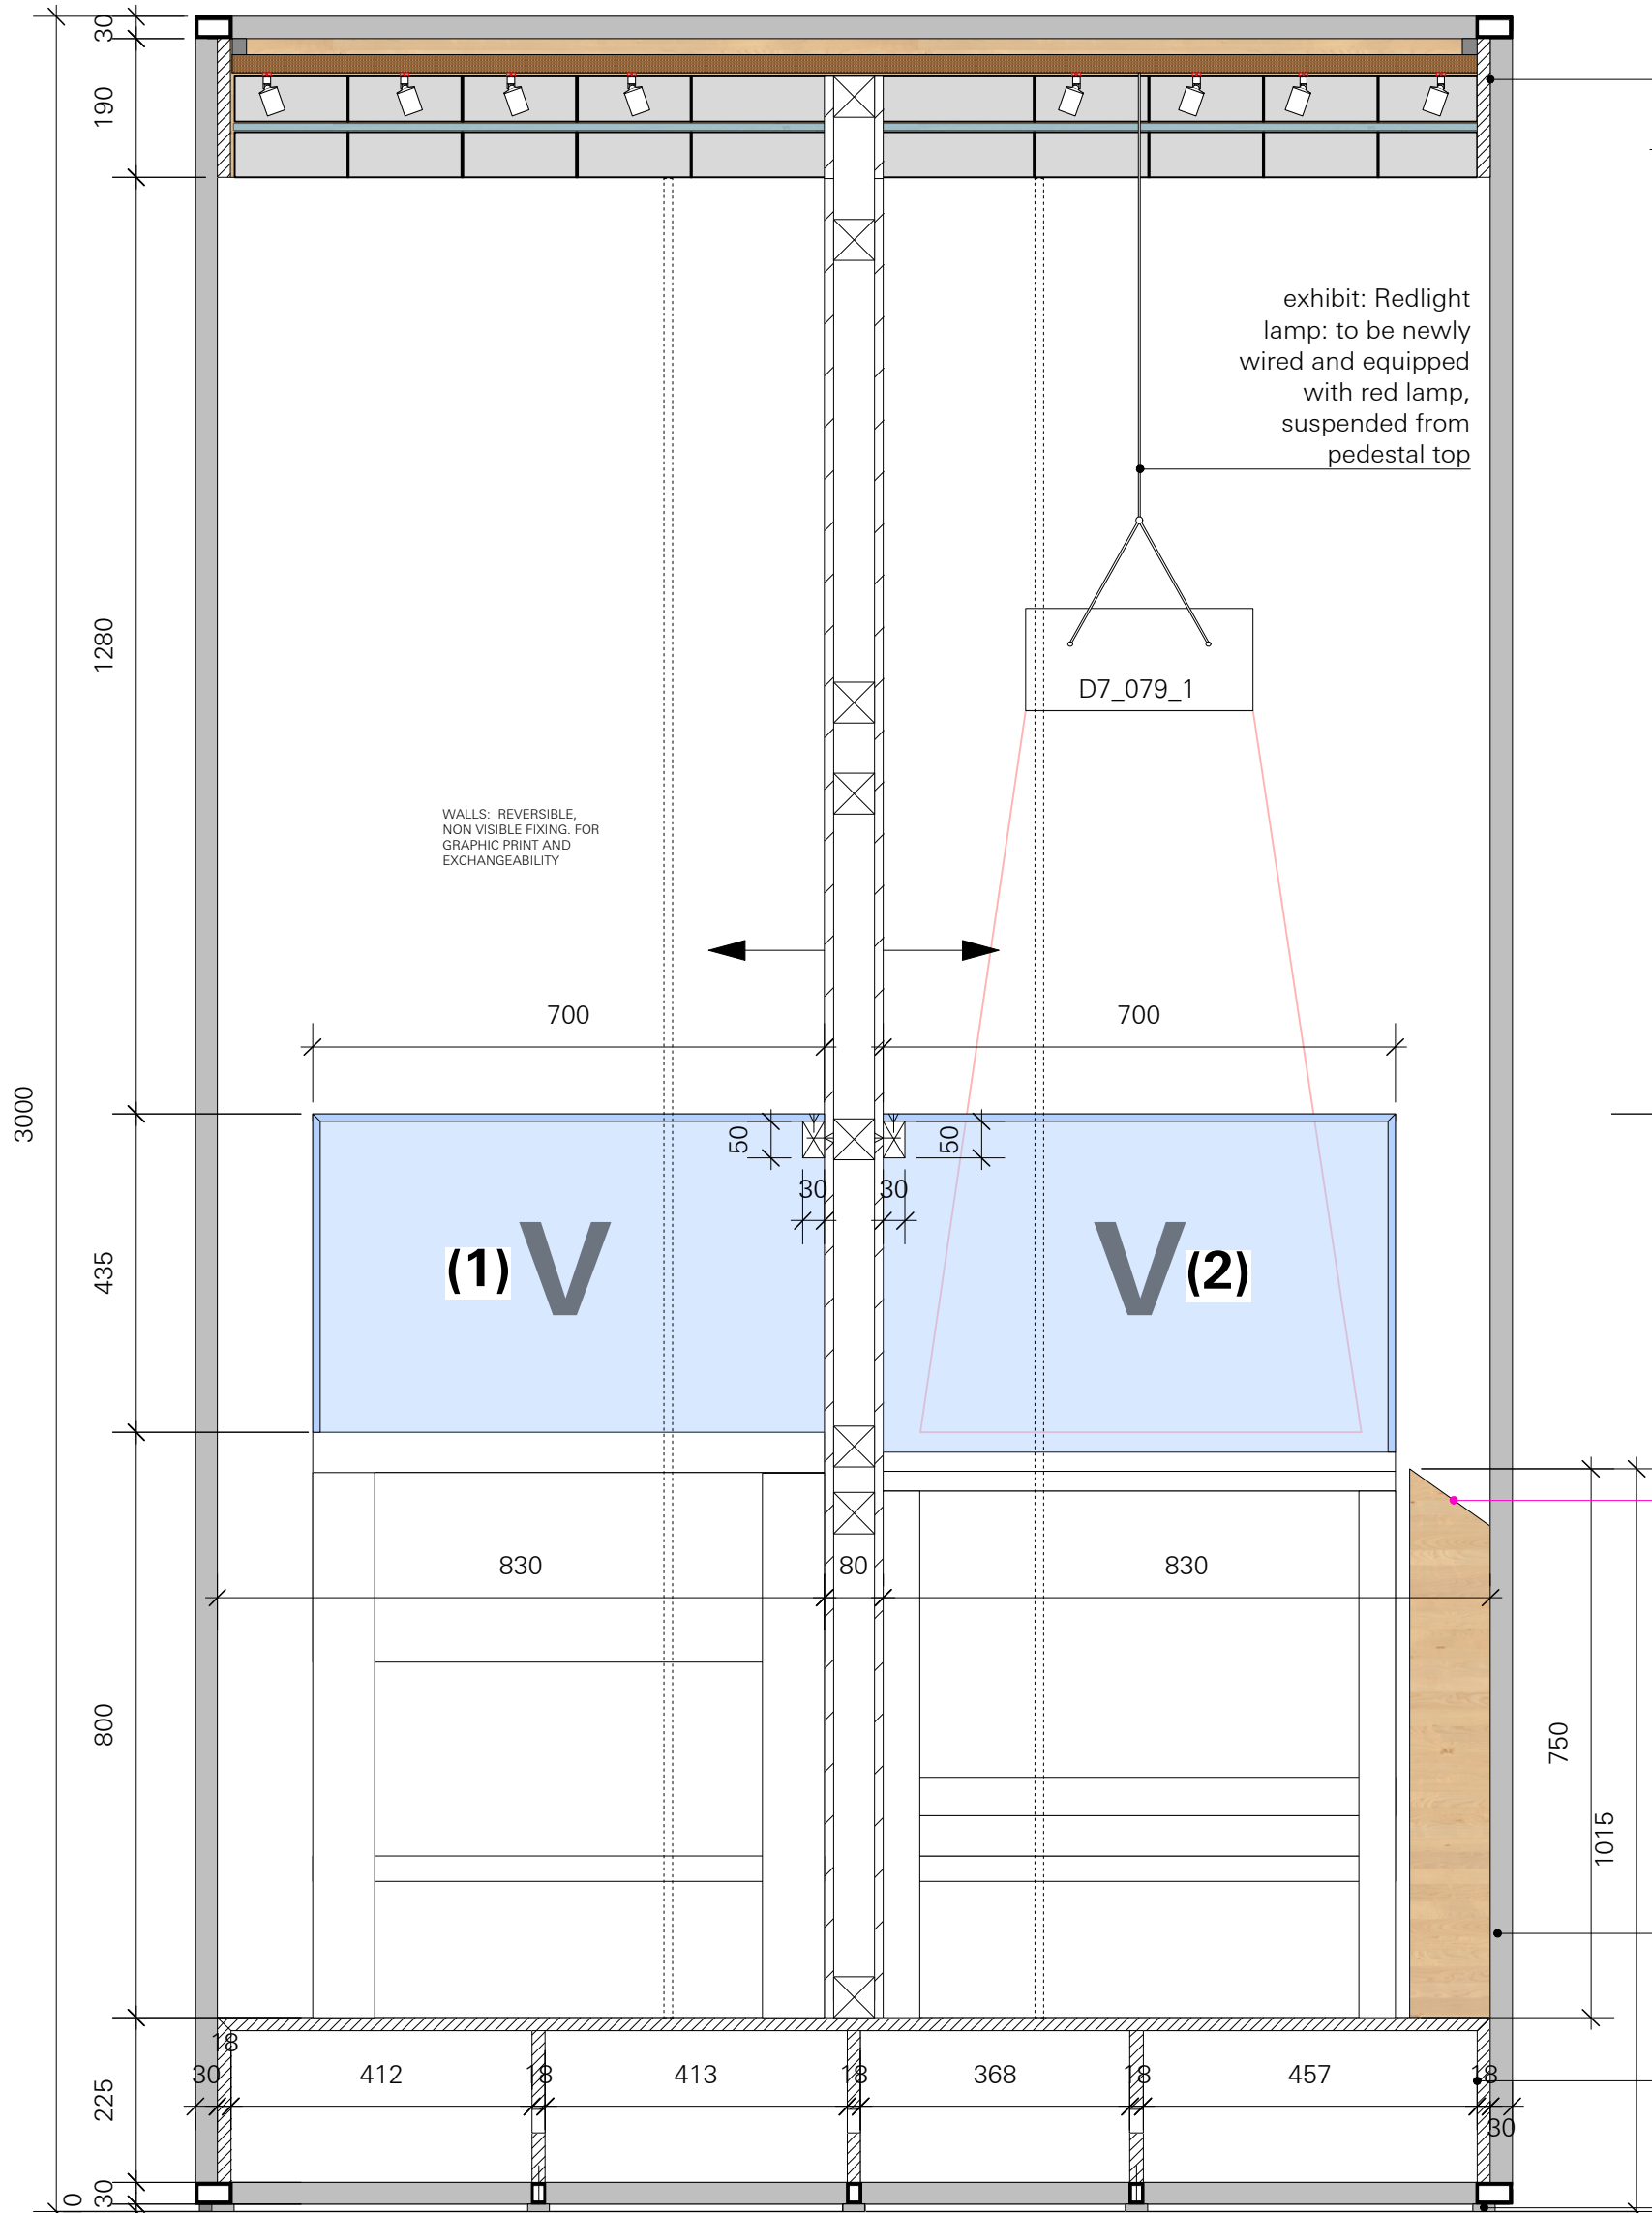 30
190
exhibit: Redlight
lamp: to be newly
wired and equipped
with red lamp,
suspended from
pedestal top
1280
D7_079_1
WALLS: REVERSIBLE,
NON VISIBLE FIXING. FOR
GRAPHIC PRINT AND
EXCHANGEABILITY
700
700
3000
50
50
30
30
435
(1) V
V (2)
830
80
830
800
750
1015
18
30
412
18
413
18
368
18
457
18
30
225
30
0